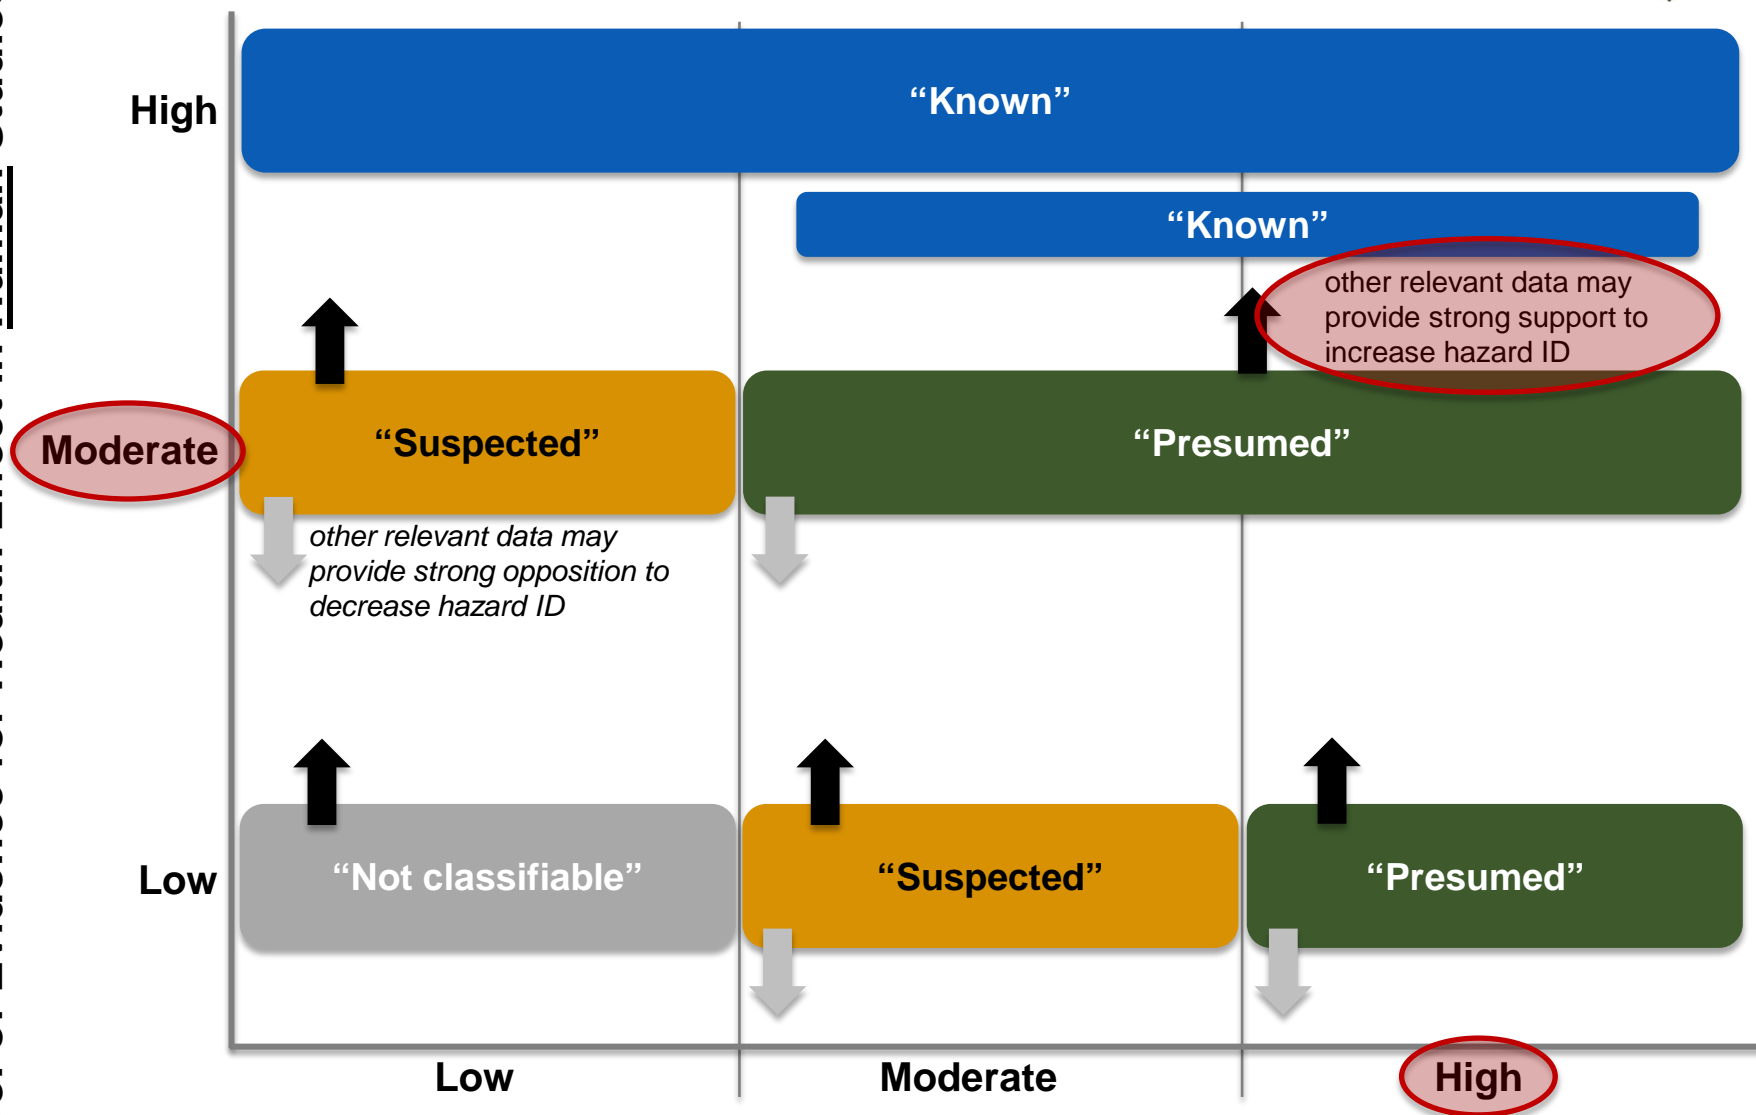 High
“Known”
“Known”
other relevant data may
provide strong support to
increase hazard ID
Moderate
“Suspected”
“Presumed”
other relevant data may
provide strong opposition to
decrease hazard ID
Low
“Not classifiable”
“Suspected”
“Presumed”
Low
Moderate
High